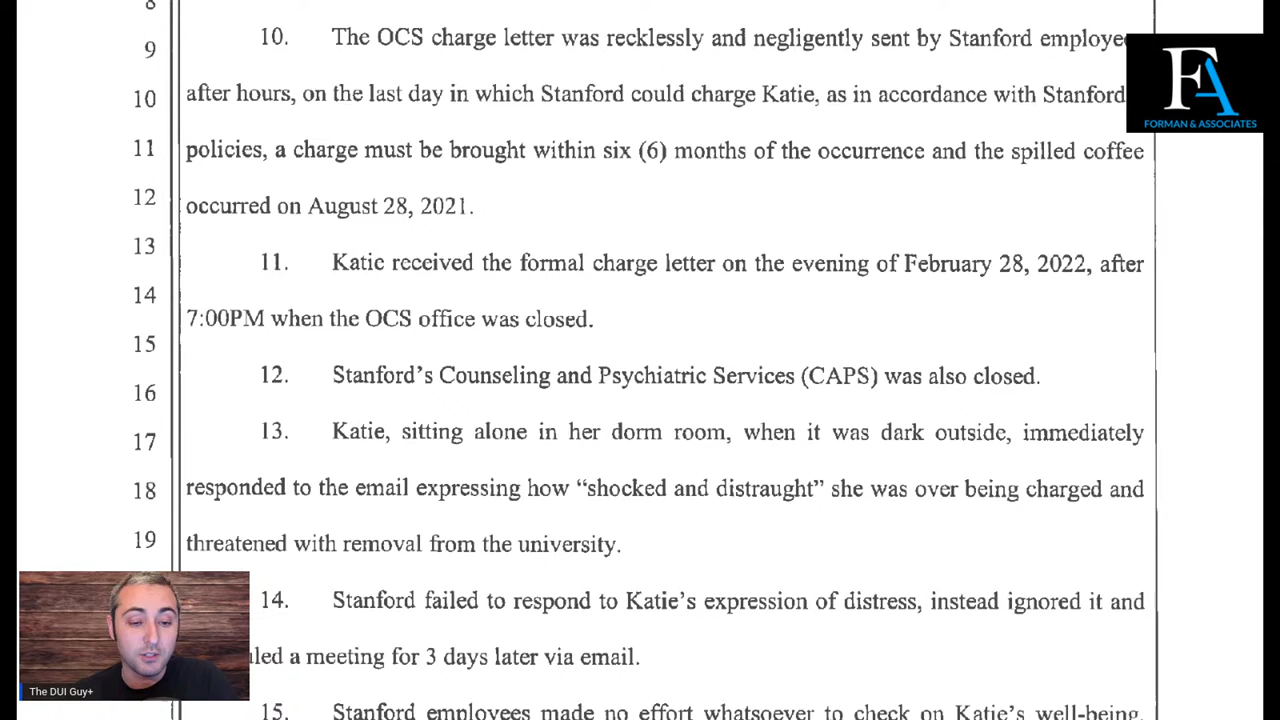 8
9
10. The OCS charge letter was recklessly and negligently sent by Stanford
FA
FORMAN & ASSOCIATES
10
after hours, on the last day in which Stanford could charge Katie, as in accordance with
11
policies, a charge must be brought within six (6) months of the occurrence and the spilled coffee
12
occurred on August 28, 2021.
13
11. Katie received the formal charge letter on the evening of February 28, 2022, after
14
7:00PM when the OCS office was closed.
15
12. Stanford's Counseling and Psychiatric Services (CAPS) was also closed.
16
13. Katie, sitting alone in her dorm room, when it was dark outside, immediately
17
18
responded to the email expressing how “shocked and distraught” she was over being charged and
19
threatened with removal from the university.
14. Stanford failed to respond to Katie's expression of distress, instead ignored it and
a meeting for 3 days later via email.
The DUI Guy+
15. Stanford employees made no effort whatsoever to check on Katie's well-being,